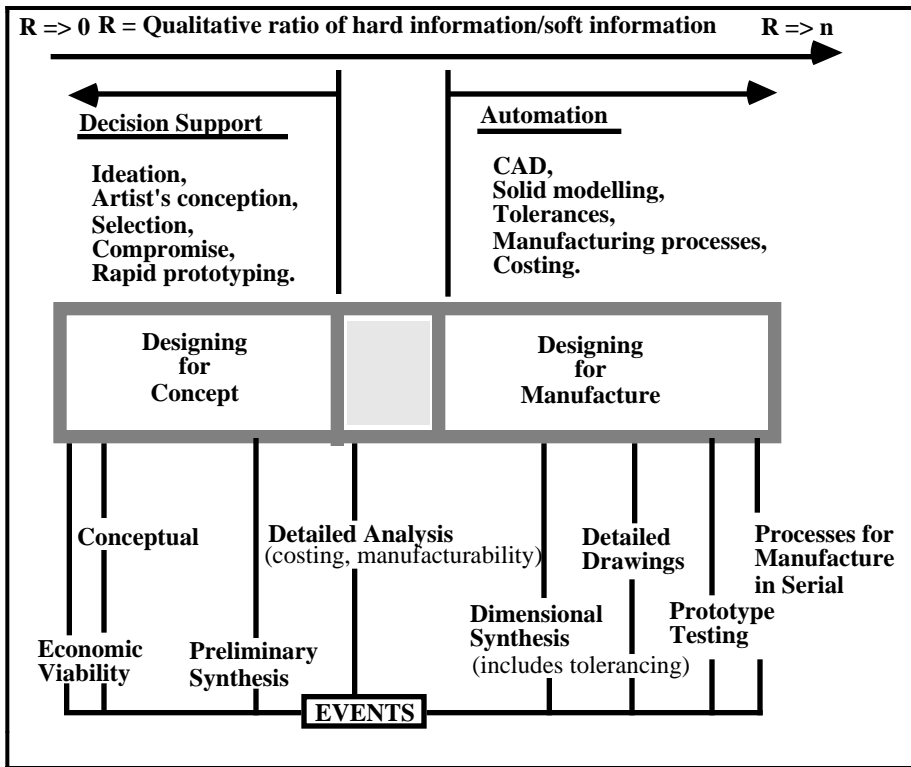 R => 0 R = Qualitative ratio of hard information/soft information R => n
Decision Support
Ideation,
Artist's conception,
Selection,
Compromise,
Rapid prototyping.
Automation
CAD,
Solid modelling,
Tolerances,
Manufacturing processes,
Costing.
Designing
for
Concept
Designing
for
Manufacture
Conceptual
Detailed Analysis
(costing, manufacturability)
Detailed
Drawings
Processes for
Manufacture
in Serial
Economic
Viability
Preliminary
Synthesis
Dimensional
Synthesis
(includes tolerancing)
Prototype
Testing
EVENTS